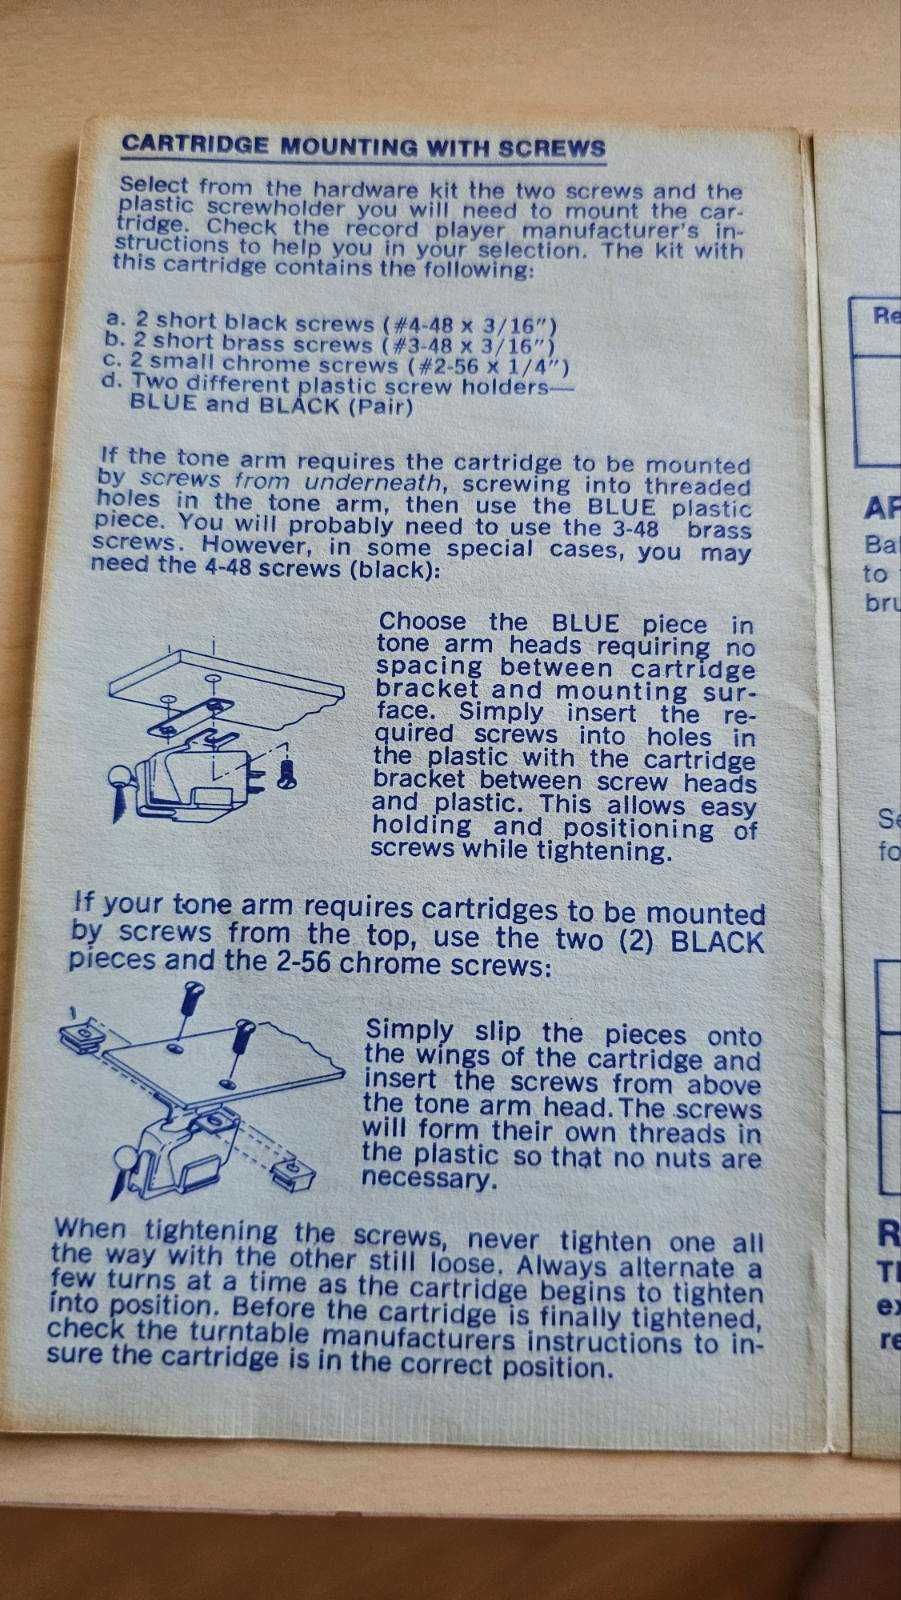 CARTRIDGE MOUNTING WITH SCREWS
Select from the hardware kit the two screws and the
plastic screwholder you will need to mount the car-
tridge. Check the record player manufacturer's in-
structions to help you in your selection. The kit with
this cartridge contains the following:
a. 2 short black screws (#4-48 x 3/16")
b. 2 short brass screws (#3-48 x 3/16")
c. 2 small chrome screws (#2-56 x 1/4")
d. Two different plastic screw holders—
BLUE and BLACK (Pair)
If the tone arm requires the cartridge to be mounted
by screws from underneath, screwing into threaded
holes in the tone arm, then use the BLUE plastic
piece. You will probably need to use the 3-48 brass
screws. However, in some special cases, you may
need the 4-48 screws (black):
Choose the BLUE piece in
tone arm heads requiring no
spacing between cartridge
bracket and mounting sur-
face. Simply insert the re-
quired screws into holes in
the plastic with the cartridge
bracket between screw heads
and plastic. This allows easy
holding and positioning of
screws while tightening.
If your tone arm requires cartridges to be mounted
by screws from the top, use the two (2) BLACK
pieces and the 2-56 chrome screws:
Simply slip the pieces onto
the wings of the cartridge and
insert the screws from above
the tone arm head. The screws
will form their own threads in
the plastic so that no nuts are
necessary.
When tightening the screws, never tighten one all
the way with the other still loose. Always alternate a
few turns at a time as the cartridge begins to tighten
into position. Before the cartridge is finally tightened,
check the turntable manufacturers instructions to in-
sure the cartridge is in the correct position.
Re
AF
Bal
to
bru
Se
fo
R
ex
re